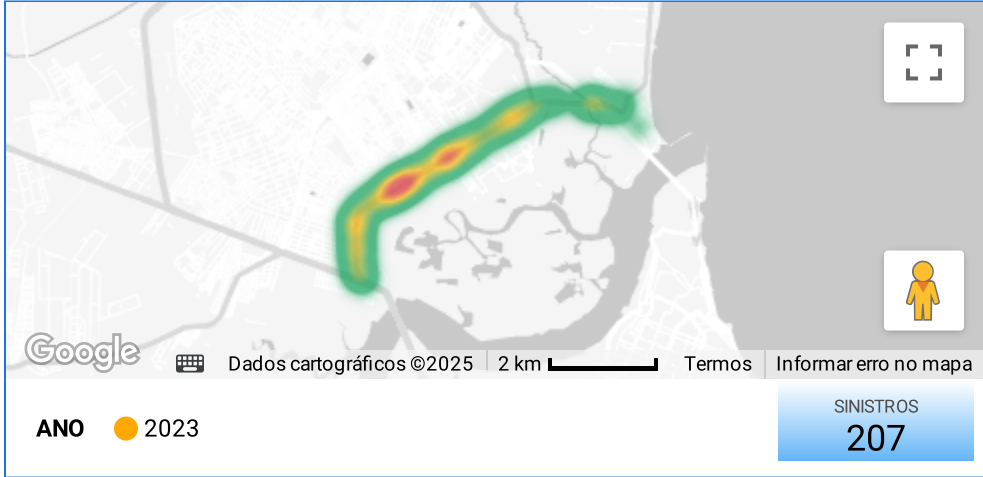 Google
Dados cartográficos ©2025
2 km
Termos
Informar erro no mapa
ANO
2023
SINISTROS
207